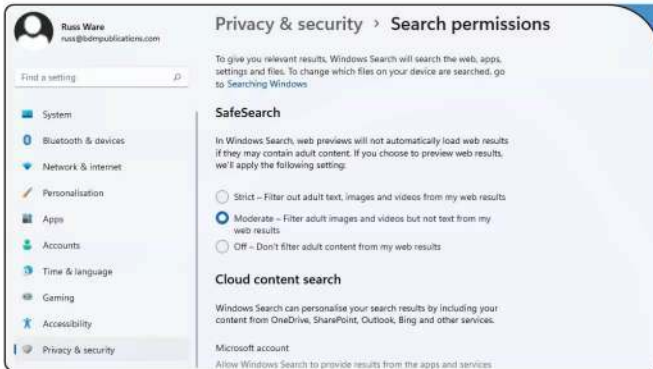 Russ Ware
russ@bdmpublications.com
Find a setting
System
Bluetooth & devices
Network & internet
Personalisation
Apps
Accounts
Time & language
Gaming
Accessibility
Privacy & security
Privacy & security > Search permissions
To give you relevant results, Windows Search will search the web, apps,
settings and files. To change which files on your device are searched, go
to Searching Windows
SafeSearch
In Windows Search, web previews will not automatically load web results
if they may contain adult content. If you choose to preview web results,
we'll apply the following setting:
Strict – Filter out adult text, images and videos from my web results
Moderate – Filter adult images and videos but not text from my
web results
Off – Don't filter adult content from my web results
Cloud content search
Windows Search can personalise your search results by including your
content from OneDrive, SharePoint, Outlook, Bing and other services.
Microsoft account
Allow Windows Search to provide results from the apps and services